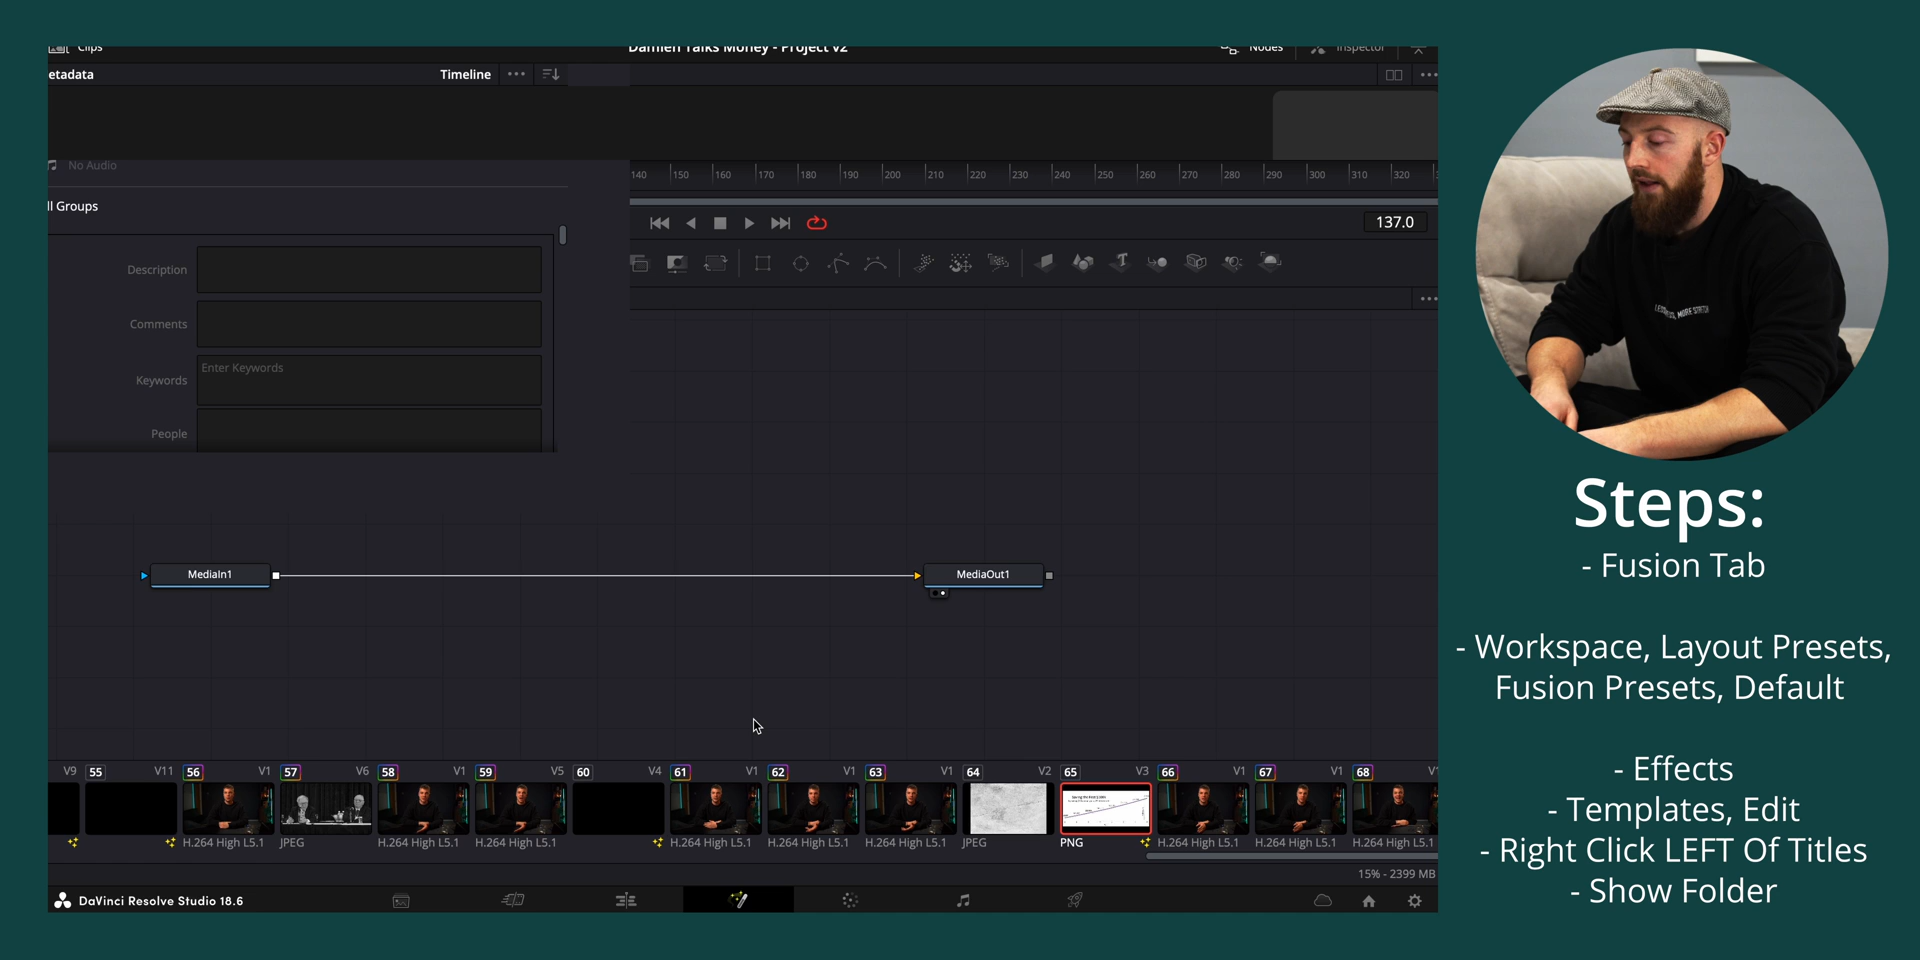 Clips
Damien Talks Money - Project v2
Nodes
Inspector
etadata
Timeline
No Audio
ll Groups
140 150 160 170 180 190 200 210 220 230 240 250 260 270 280 290 300 310 320
137.0
Description
Comments
Keywords
Enter Keywords
People
MediaIn1
MediaOut1
V9 55 V11 56 V1 57 V6 58 V1 59 V5 60 V4 61 V1 62 V1 63 V1 64 V2 65 V3 66 V1 67 V1 68
H.264 High L5.1 JPEG H.264 High L5.1 H.264 High L5.1 H.264 High L5.1 H.264 High L5.1 H.264 High L5.1 JPEG PNG H.264 High L5.1 H.264 High L5.1 H.264 High L5.1
15% - 2399 MB
DaVinci Resolve Studio 18.6
Steps:
- Fusion Tab
- Workspace, Layout Presets,
Fusion Presets, Default
- Effects
- Templates, Edit
- Right Click LEFT Of Titles
- Show Folder